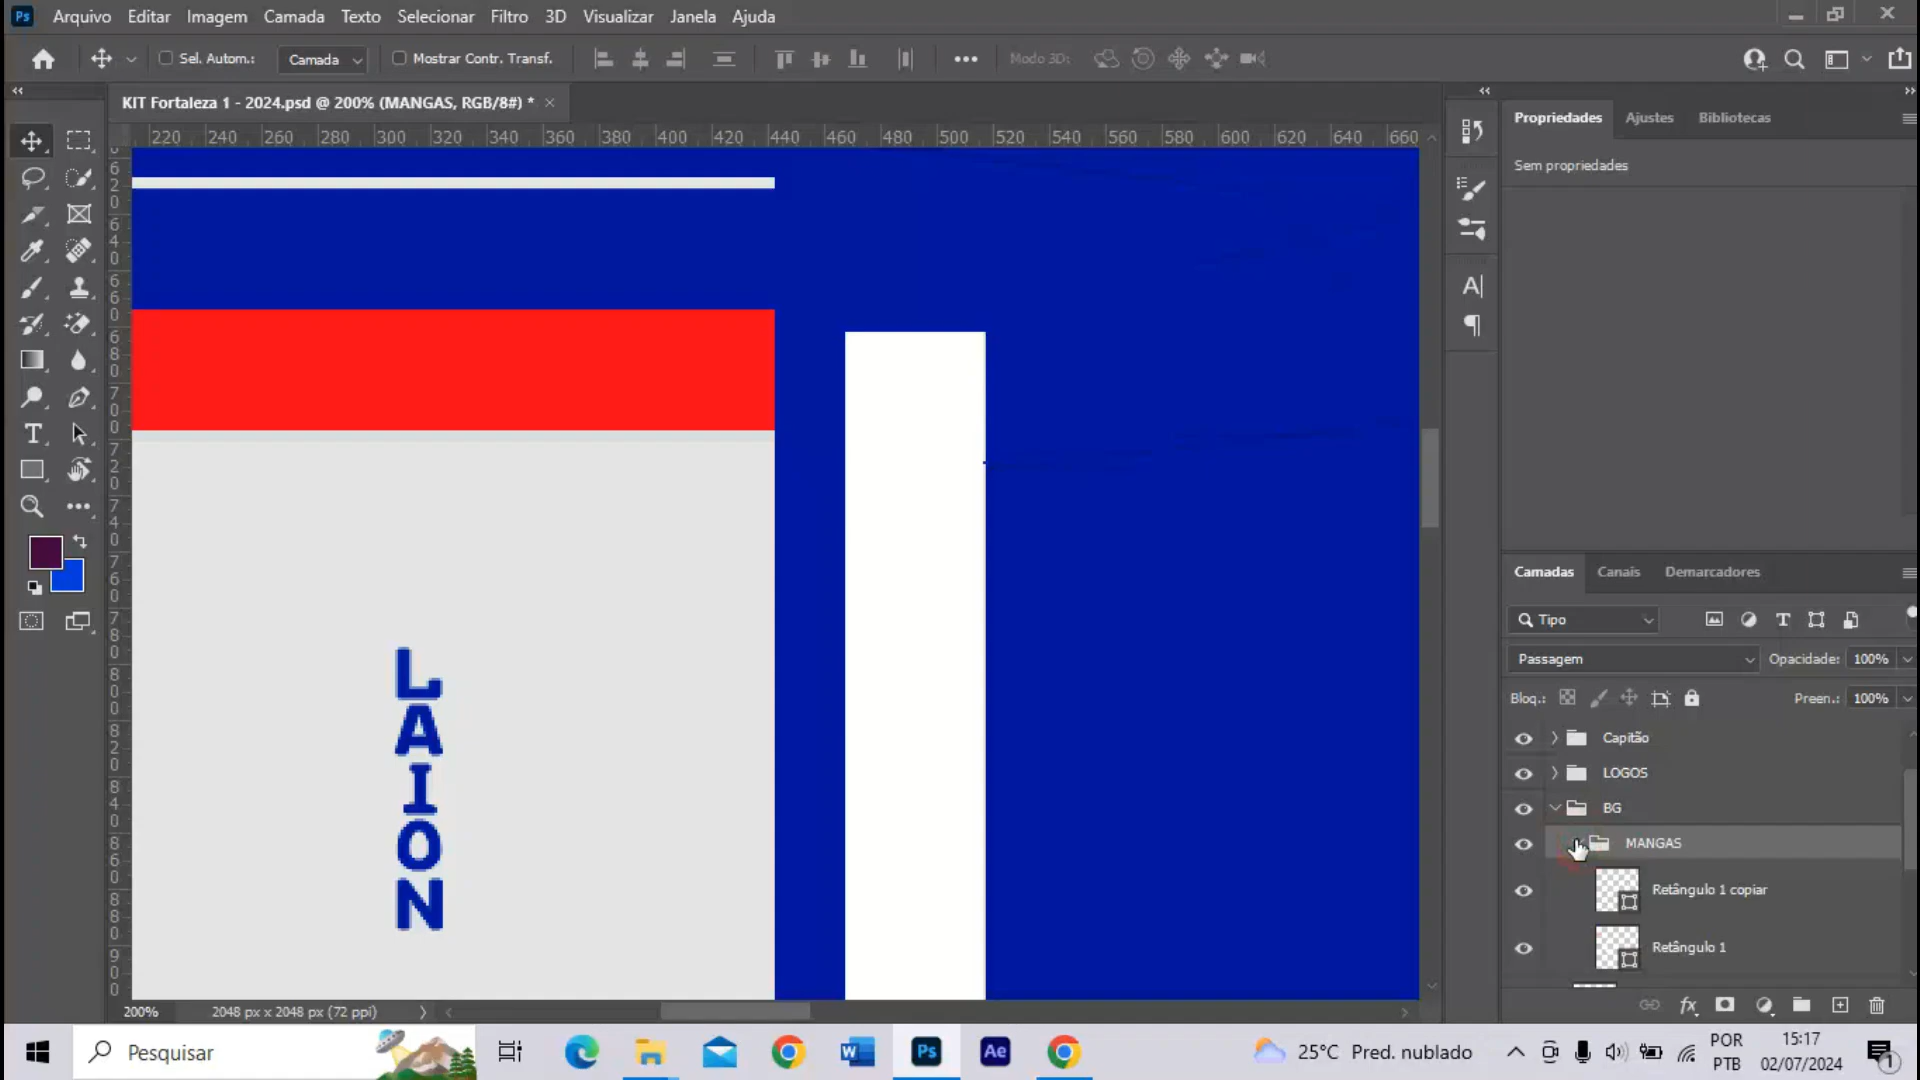 Ps Arquivo Editar Imagem Camada Texto Selecionar Filtro 3D Visualizar Janela Ajuda
Sel. Autom.: Camada Mostrar Contr. Transf. Modo 3D:
KIT Fortaleza 1 - 2024.psd @ 200% (MANGAS, RGB/8#) *
220 240 260 280 300 320 340 360 380 400 420 440 460 480 500 520 540 560 580 600 620 640 660
L
A
I
O
N
200% 2048 px x 2048 px (72 ppi)
Propriedades Ajustes Bibliotecas
Sem propriedades
Camadas Canais Demarcadores
Tipo
Passagem Opacidade: 100%
Bloq.: Preen.: 100%
Capitão
LOGOS
BG
MANGAS
Retângulo 1 copiar
Retângulo 1
Pesquisar
Ps Ae
25°C Pred. nublado
POR
PTB
15:17
02/07/2024
1